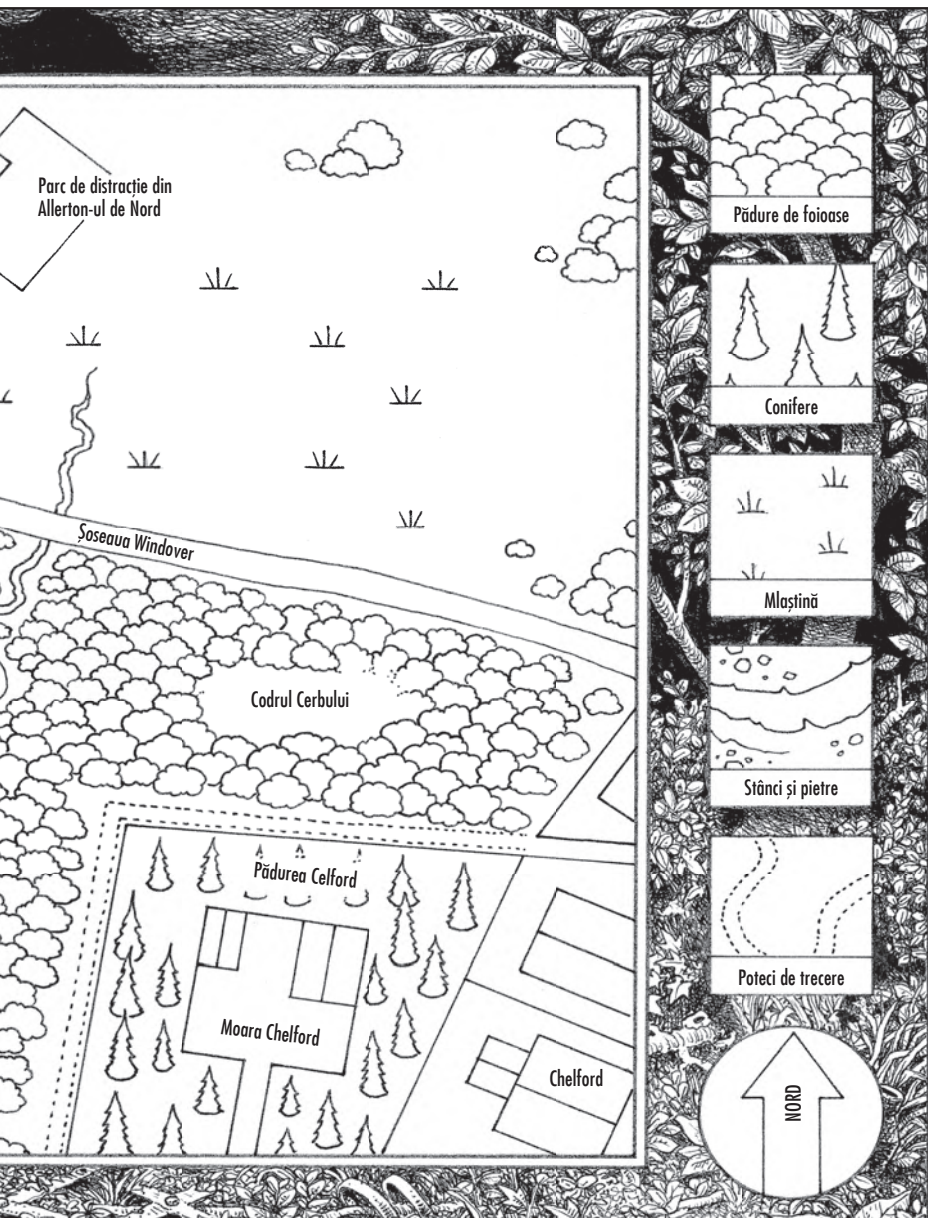 Parc de distracție din
Allerton-ul de Nord
Șoseaua Windover
Codrul Cerbului
Pădurea Celford
Moara Chelford
Chelford
Pădure de foioase
Conifere
Mlaștină
Stânci și pietre
Poteci de trecere
NORD